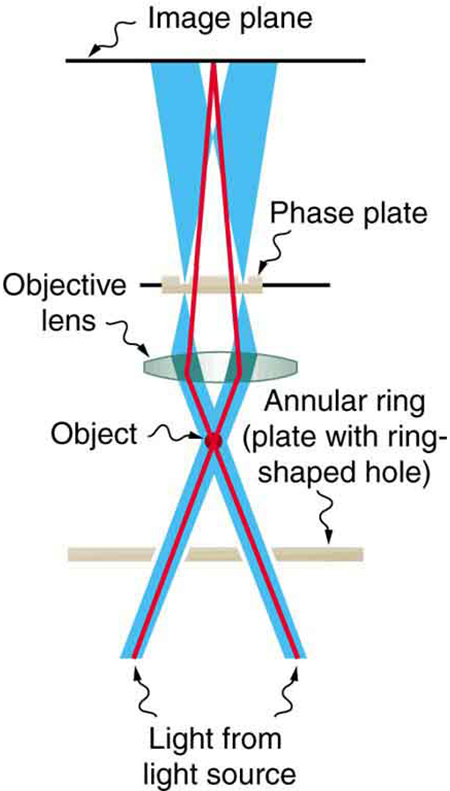 Image plane
Phase plate
Objective
lens
Annular ring
(plate with ring-
shaped hole)
Object
Light from
light source